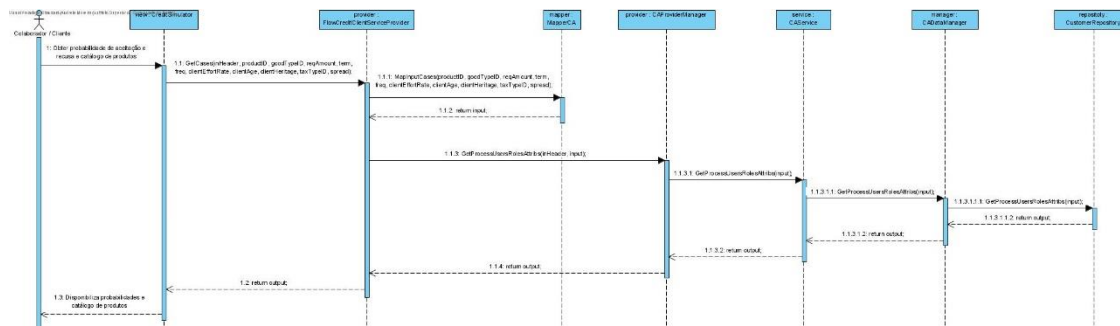 view : CreditSimulator
provider :
FlowCreditClientServiceProvider
mapper :
MapperCA
provider : CAProviderManager
service :
CAService
manager :
CADataManager
repository :
CustomerRepository
Colaborador / Cliente
1: Obter probabilidade de aceitação e
recusa e catálogo de produtos
1.1: GetCases(inHeader, productID, goodTypeID, reqAmount, term,
freq, clientEffortRate, clientAge, clientHeritage, taxTypeID, spread);
1.1.1: MapInputCases(productID, goodTypeID, reqAmount, term,
freq, clientEffortRate, clientAge, clientHeritage, taxTypeID, spread);
1.1.2: return input;
1.1.3: GetProcessUsersRolesAttribs(inHeader, input);
1.1.3.1: GetProcessUsersRolesAttribs(input);
1.1.3.1.1: GetProcessUsersRolesAttribs(input);
1.1.3.1.1.1: GetProcessUsersRolesAttribs(input);
1.1.3.1.1.2: return output;
1.1.3.1.2: return output;
1.1.3.2: return output;
1.1.4: return output;
1.2: return output;
1.3: Disponibiliza probabilidades e
catálogo de produtos